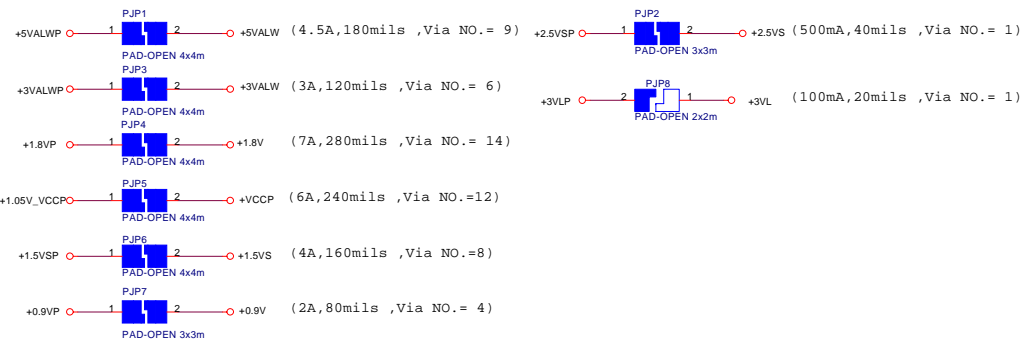 PJP1
+5VALWP 1 2 +5VALW (4.5A,180mils ,Via NO.= 9)
PAD-OPEN 4x4m
PJP3
+3VALWP 1 2 +3VALW (3A,120mils ,Via NO.= 6)
PAD-OPEN 4x4m
PJP4
+1.8VP 1 2 +1.8V (7A,280mils ,Via NO.= 14)
PAD-OPEN 4x4m
PJP5
+1.05V_VCCP 1 2 +VCCP (6A,240mils ,Via NO.=12)
PAD-OPEN 4x4m
PJP6
+1.5VSP 1 2 +1.5VS (4A,160mils ,Via NO.=8)
PAD-OPEN 4x4m
PJP7
+0.9VP 1 2 +0.9V (2A,80mils ,Via NO.= 4)
PAD-OPEN 3x3m
PJP2
+2.5VSP 1 2 +2.5VS (500mA,40mils ,Via NO.= 1)
PAD-OPEN 3x3m
PJP8
+3VLP 2 1 +3VL (100mA,20mils ,Via NO.= 1)
PAD-OPEN 2x2m